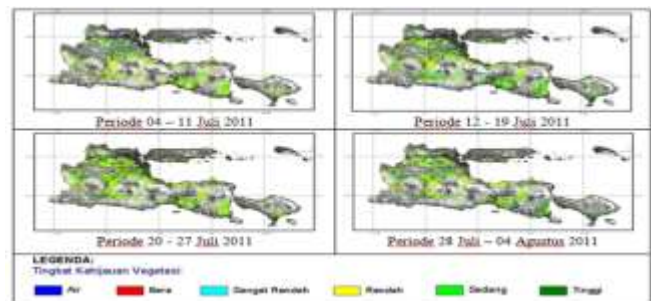 Periode 04 – 11 Juli 2011
Periode 12 - 19 Juli 2011
Periode 20 - 27 Juli 2011
Periode 28 Juli – 04 Agustus 2011
LEGENDA:
Tingkat Kehijauan Vegetasi:
Air Bera Sangat Rendah Rendah Sedang Tinggi